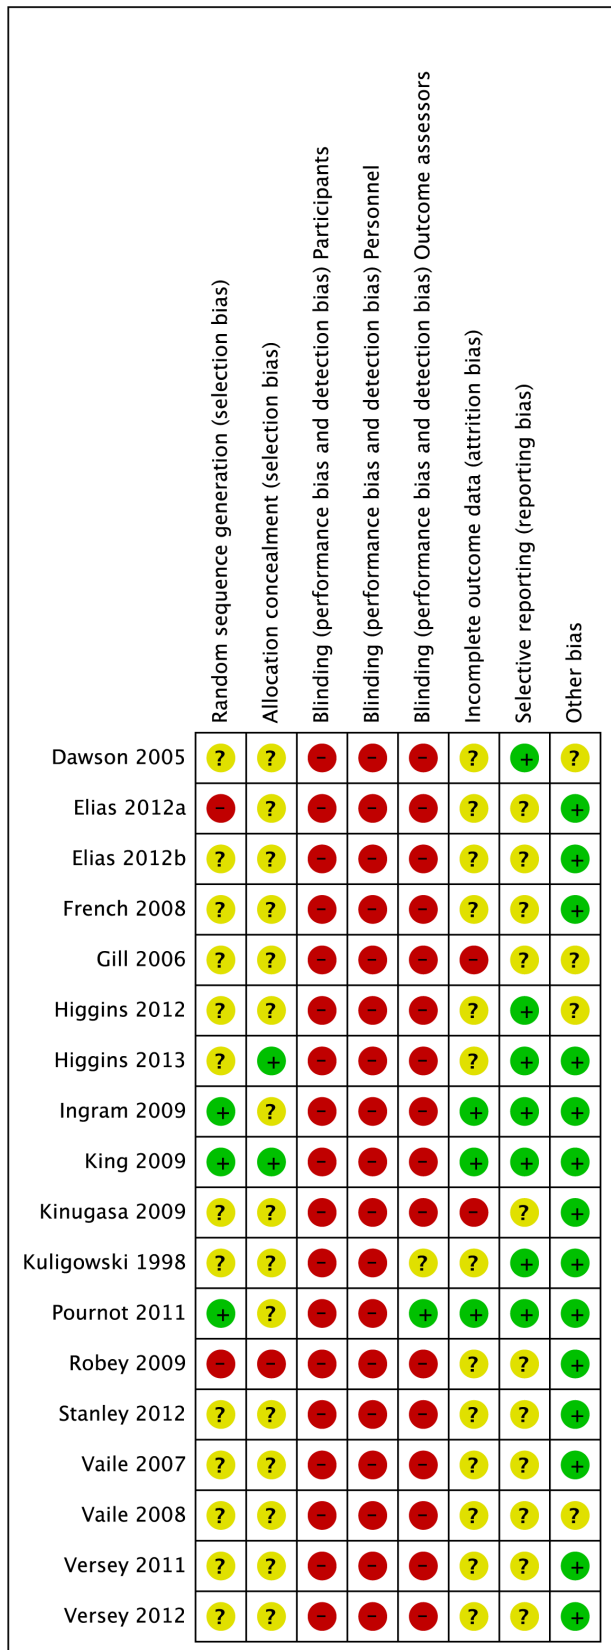 Random sequence generation (selection bias)
Allocation concealment (selection bias)
Blinding (performance bias and detection bias) Participants
Blinding (performance bias and detection bias) Personnel
Blinding (performance bias and detection bias) Outcome assessors
Incomplete outcome data (attrition bias)
Selective reporting (reporting bias)
Other bias
Dawson 2005 ? ? - - - ? + ?
Elias 2012a - ? - - - ? ? +
Elias 2012b ? ? - - - ? ? +
French 2008 ? ? - - - ? ? +
Gill 2006 ? ? - - - - ? ?
Higgins 2012 ? ? - - - ? + ?
Higgins 2013 ? + - - - ? + +
Ingram 2009 + ? - - - + + +
King 2009 + + - - - + + +
Kinugasa 2009 ? ? - - - - ? +
Kuligowski 1998 ? ? - - ? ? + +
Pournot 2011 + ? - - + + + +
Robey 2009 - - - - - ? ? +
Stanley 2012 ? ? - - - ? ? +
Vaile 2007 ? ? - - - ? ? +
Vaile 2008 ? ? - - - ? ? ?
Versey 2011 ? ? - - - ? ? +
Versey 2012 ? ? - - - ? ? +